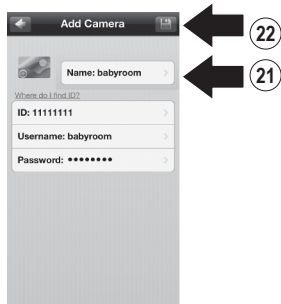 Add Camera
22
Name: babyroom
21
Where do I find ID?
ID: 11111111
Username: babyroom
Password: ●●●●●●●●